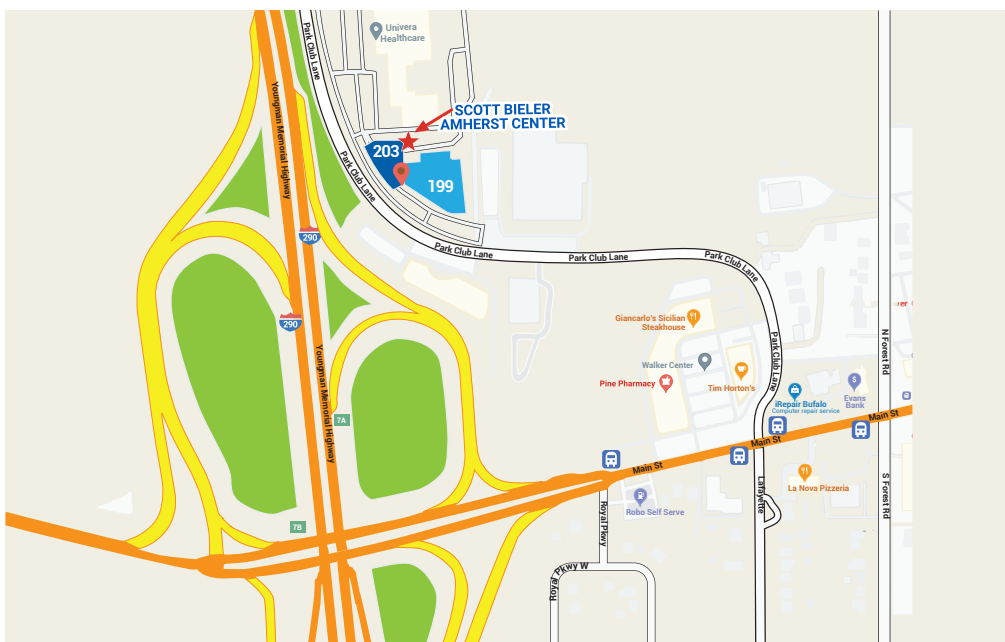 Park Club Lane
Univera
Healthcare
Youngman Memorial Highway
SCOTT BIELER
AMHERST CENTER
203
199
Park Club Lane
290
Park Club Lane
Park Club Lane
Park Club Lane
290
Giancarlo's Sicilian
Steakhouse
N Forest Rd
Park Club Lane
Youngman Memorial Highway
Walker Center
Pine Pharmacy
Tim Horton's
iRepair Bufalo
Computer repair service
Evans
Bank
7A
Main St
Main St
Main St
La Nova Pizzeria
Lafayette
S Forest Rd
Robo Self Serve
Royal Pkwy
7B
Royal Pkwy W